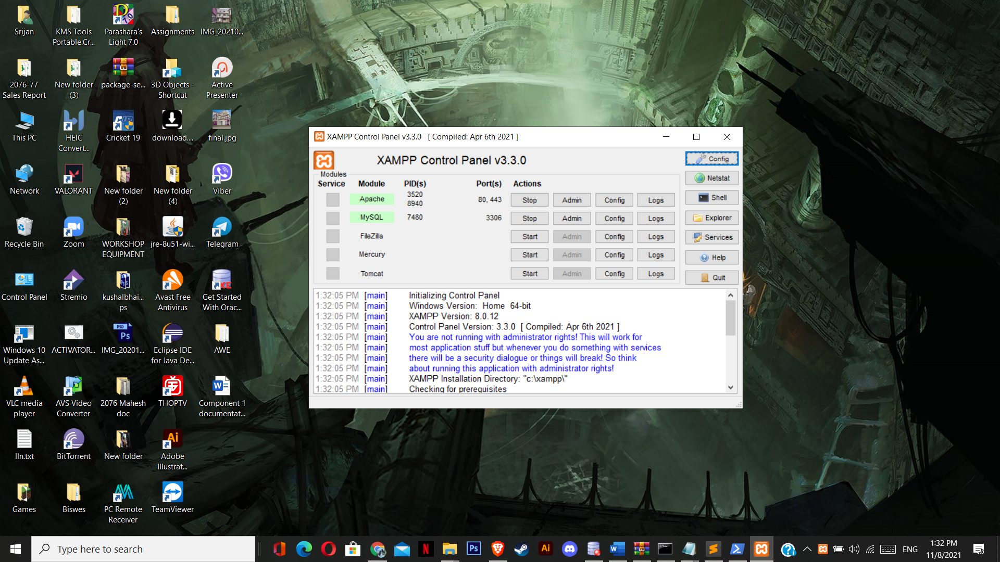 Srijan
KMS Tools
Portable.Cr...
Parashara's
Light 7.0
Assignments
IMG_20210...
2076-77
Sales Report
New folder
(3)
package-se...
3D Objects -
Shortcut
Active
Presenter
This PC
HEIC
Convert...
Cricket 19
download....
final.jpg
Network
VALORANT
New folder
(2)
New folder
(4)
Viber
Recycle Bin
Zoom
WORKSHOP
EQUIPMENT
jre-8u51-wi...
Telegram
Control Panel
Stremio
kushalbhai...
ps
Avast Free
Antivirus
Get Started
With Orac...
Windows 10
Update As...
ACTIVATOR...
IMG_20201...
Eclipse IDE
for Java De...
AWE
VLC media
player
AVS Video
Converter
2076 Mahesh
doc
THOPTV
Component 1
documentat...
lln.txt
BitTorrent
New folder
Adobe
Illustrat...
Games
Biswes
PC Remote
Receiver
TeamViewer
XAMPP Control Panel v3.3.0 [ Compiled: Apr 6th 2021 ]
XAMPP Control Panel v3.3.0
Config
Netstat
Shell
Explorer
Services
Help
Quit
Modules
Service Module PID(s) Port(s) Actions
Apache 3520 8940 80, 443 Stop Admin Config Logs
MySQL 7480 3306 Stop Admin Config Logs
FileZilla Start Admin Config Logs
Mercury Start Admin Config Logs
Tomcat Start Admin Config Logs
1:32:05 PM [main] Initializing Control Panel
1:32:05 PM [main] Windows Version: Home 64-bit
1:32:05 PM [main] XAMPP Version: 8.0.12
1:32:05 PM [main] Control Panel Version: 3.3.0 [ Compiled: Apr 6th 2021 ]
1:32:05 PM [main] You are not running with administrator rights! This will work for
1:32:05 PM [main] most application stuff but whenever you do something with services
1:32:05 PM [main] there will be a security dialogue or things will break! So think
1:32:05 PM [main] about running this application with administrator rights!
1:32:05 PM [main] XAMPP Installation Directory: "c:\xampp\"
1:32:05 PM [main] Checking for prerequisites
Type here to search
ENG
1:32 PM
11/8/2021